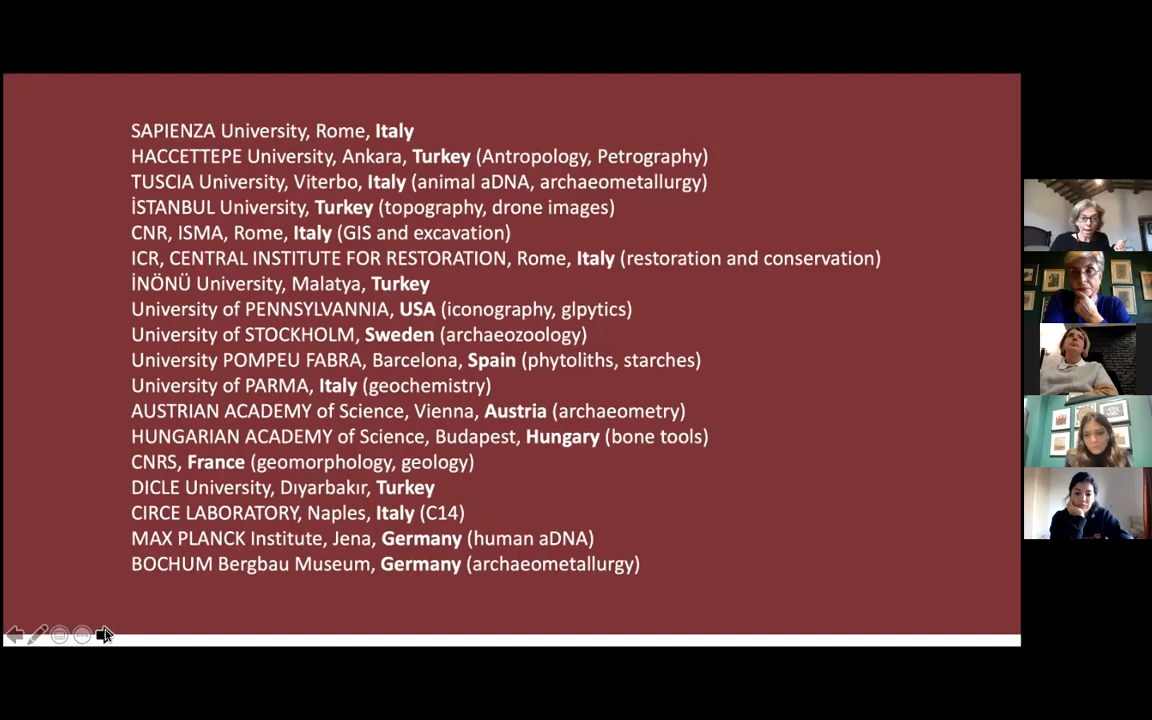 SAPIENZA University, Rome, Italy
HACCETTEPE University, Ankara, Turkey (Antropology, Petrography)
TUSCIA University, Viterbo, Italy (animal aDNA, archaeometallurgy)
İSTANBUL University, Turkey (topography, drone images)
CNR, ISMA, Rome, Italy (GIS and excavation)
ICR, CENTRAL INSTITUTE FOR RESTORATION, Rome, Italy (restoration and conservation)
İNÖNÜ University, Malatya, Turkey
University of PENNSYLVANNIA, USA (iconography, glpytics)
University of STOCKHOLM, Sweden (archaeozoology)
University POMPEU FABRA, Barcelona, Spain (phytoliths, starches)
University of PARMA, Italy (geochemistry)
AUSTRIAN ACADEMY of Science, Vienna, Austria (archaeometry)
HUNGARIAN ACADEMY of Science, Budapest, Hungary (bone tools)
CNRS, France (geomorphology, geology)
DICLE University, Dıyarbakır, Turkey
CIRCE LABORATORY, Naples, Italy (C14)
MAX PLANCK Institute, Jena, Germany (human aDNA)
BOCHUM Bergbau Museum, Germany (archaeometallurgy)